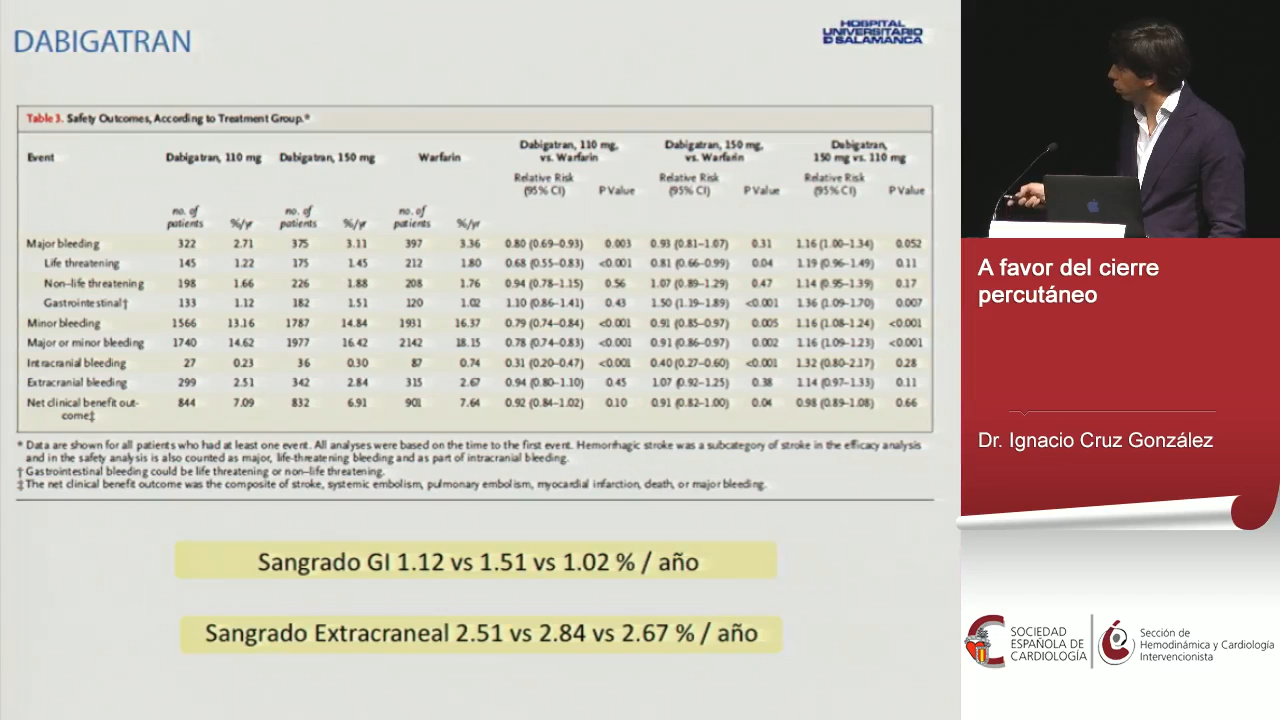 DABIGATRAN
HOSPITAL
UNIVERSITARIO
D SALAMANCA
Table 3. Safety Outcomes, According to Treatment Group.*
Event Dabigatran, 110 mg Dabigatran, 150 mg Warfarin Dabigatran, 110 mg, vs. Warfarin Dabigatran, 150 mg, vs. Warfarin Dabigatran, 150 mg vs. 110 mg
Relative Risk (95% CI) P Value Relative Risk (95% CI) P Value Relative Risk (95% CI) P Value
no. of patients %/yr no. of patients %/yr no. of patients %/yr
Major bleeding 322 2.71 375 3.11 397 3.36 0.80 (0.69–0.93) 0.003 0.93 (0.81–1.07) 0.31 1.16 (1.00–1.34) 0.052
Life threatening 145 1.22 175 1.45 212 1.80 0.68 (0.55–0.83) <0.001 0.81 (0.66–0.99) 0.04 1.19 (0.96–1.49) 0.11
Non–life threatening 198 1.66 226 1.88 208 1.76 0.94 (0.78–1.15) 0.56 1.07 (0.89–1.29) 0.47 1.14 (0.95–1.39) 0.17
Gastrointestinal† 133 1.12 182 1.51 120 1.02 1.10 (0.86–1.41) 0.43 1.50 (1.19–1.89) <0.001 1.36 (1.09–1.70) 0.007
Minor bleeding 1566 13.16 1787 14.84 1931 16.37 0.79 (0.74–0.84) <0.001 0.91 (0.85–0.97) 0.005 1.16 (1.08–1.24) <0.001
Major or minor bleeding 1740 14.62 1977 16.42 2142 18.15 0.78 (0.74–0.83) <0.001 0.91 (0.86–0.97) 0.002 1.16 (1.09–1.23) <0.001
Intracranial bleeding 27 0.23 36 0.30 87 0.74 0.31 (0.20–0.47) <0.001 0.40 (0.27–0.60) <0.001 1.32 (0.80–2.17) 0.28
Extracranial bleeding 299 2.51 342 2.84 315 2.67 0.94 (0.80–1.10) 0.45 1.07 (0.92–1.25) 0.38 1.14 (0.97–1.33) 0.11
Net clinical benefit out- 844 7.09 832 6.91 901 7.64 0.92 (0.84–1.02) 0.10 0.91 (0.82–1.00) 0.04 0.98 (0.89–1.08) 0.66
come‡
* Data are shown for all patients who had at least one event. All analyses were based on the time to the first event. Hemorrhagic stroke was a subcategory of stroke in the efficacy analysis
and in the safety analysis is also counted as major, life-threatening bleeding and as part of intracranial bleeding.
† Gastrointestinal bleeding could be life threatening or non–life threatening.
‡ The net clinical benefit outcome was the composite of stroke, systemic embolism, pulmonary embolism, myocardial infarction, death, or major bleeding.
Sangrado GI 1.12 vs 1.51 vs 1.02 % / año
Sangrado Extracraneal 2.51 vs 2.84 vs 2.67 % / año
A favor del cierre
percutáneo
Dr. Ignacio Cruz González
SOCIEDAD
ESPAÑOLA DE
CARDIOLOGÍA
Sección de
Hemodinámica y Cardiología
Intervencionista